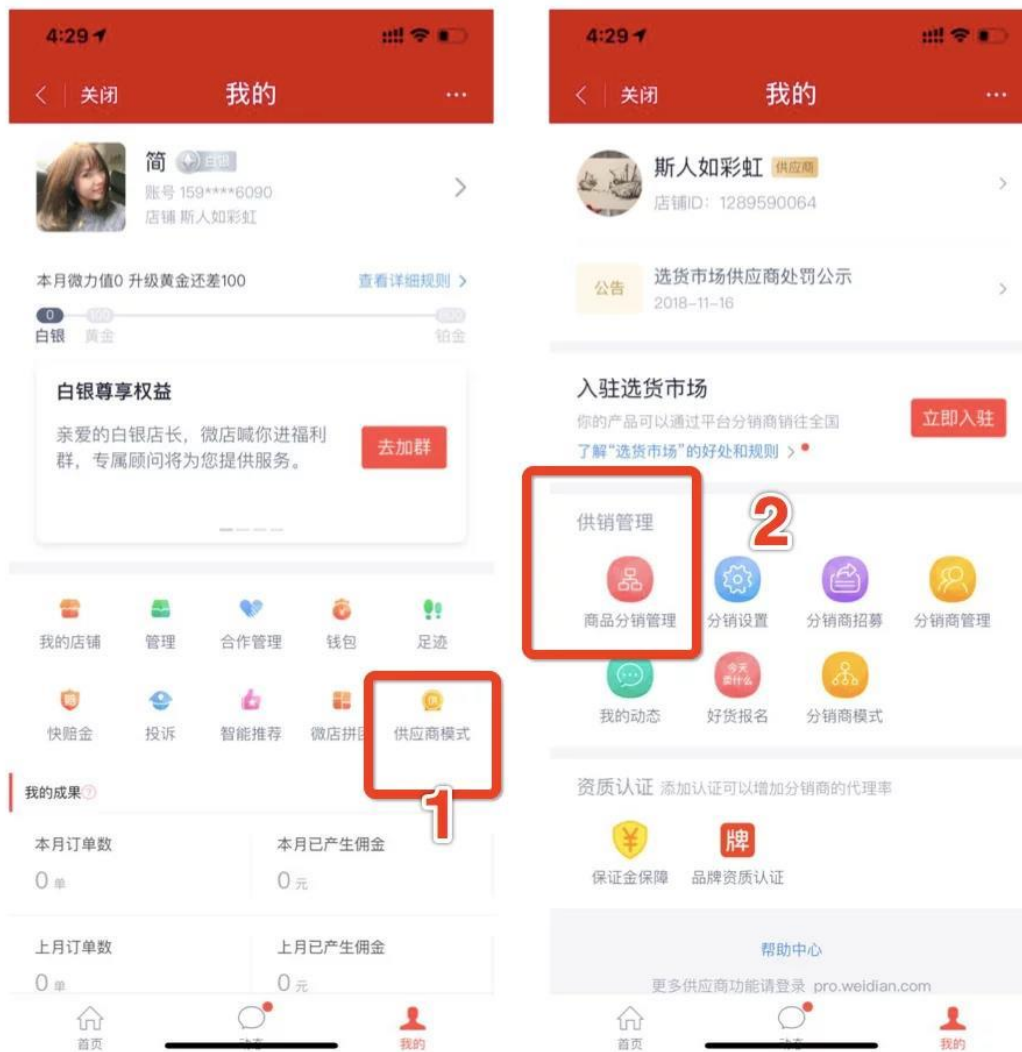 4:29
关闭
我的
简
白银
账号 159****6090
店铺 斯人如彩虹
本月微力值0 升级黄金还差100
查看详细规则
0
白银
黄金
铂金
白银尊享权益
亲爱的白银店长，微店喊你进福利
群，专属顾问将为您提供服务。
去加群
我的店铺
管理
合作管理
钱包
足迹
快赔金
投诉
智能推荐
微店拼团
供
供应商模式
1
我的成果?
本月订单数
0 单
本月已产生佣金
0 元
上月订单数
0 单
上月已产生佣金
0 元
首页
动态
我的
4:29
关闭
我的
斯人如彩虹
供应商
店铺ID：1289590064
公告
选货市场供应商处罚公示
2018-11-16
入驻选货市场
你的产品可以通过平台分销商销往全国
了解“选货市场”的好处和规则
立即入驻
供销管理
2
商品分销管理
分销设置
分销商招募
分销商管理
我的动态
今天
卖什么
好货报名
分销商模式
资质认证 添加认证可以增加分销商的代理率
¥
牌
保证金保障
品牌资质认证
帮助中心
更多供应商功能请登录 pro.weidian.com
首页
动态
我的